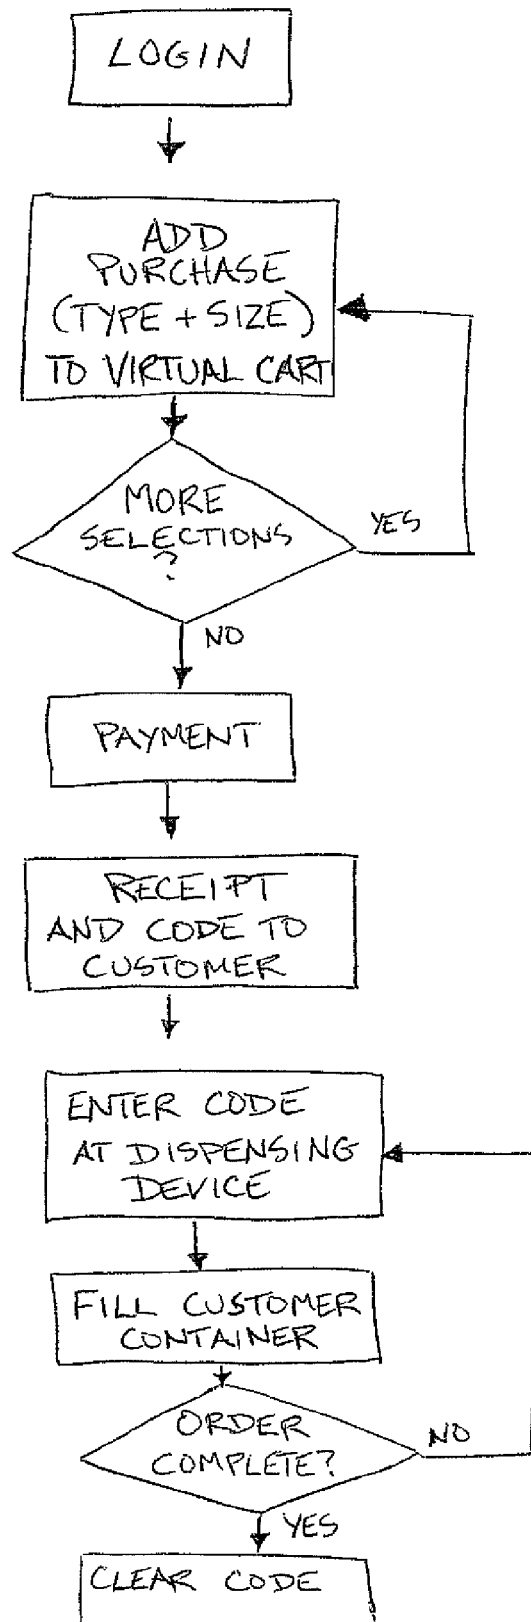 LOGIN
ADD
PURCHASE
(TYPE + SIZE)
TO VIRTUAL CART
MORE
SELECTIONS
?
YES
NO
PAYMENT
RECEIPT
AND CODE TO
CUSTOMER
ENTER CODE
AT DISPENSING
DEVICE
FILL CUSTOMER
CONTAINER
ORDER
COMPLETE?
NO
YES
CLEAR CODE